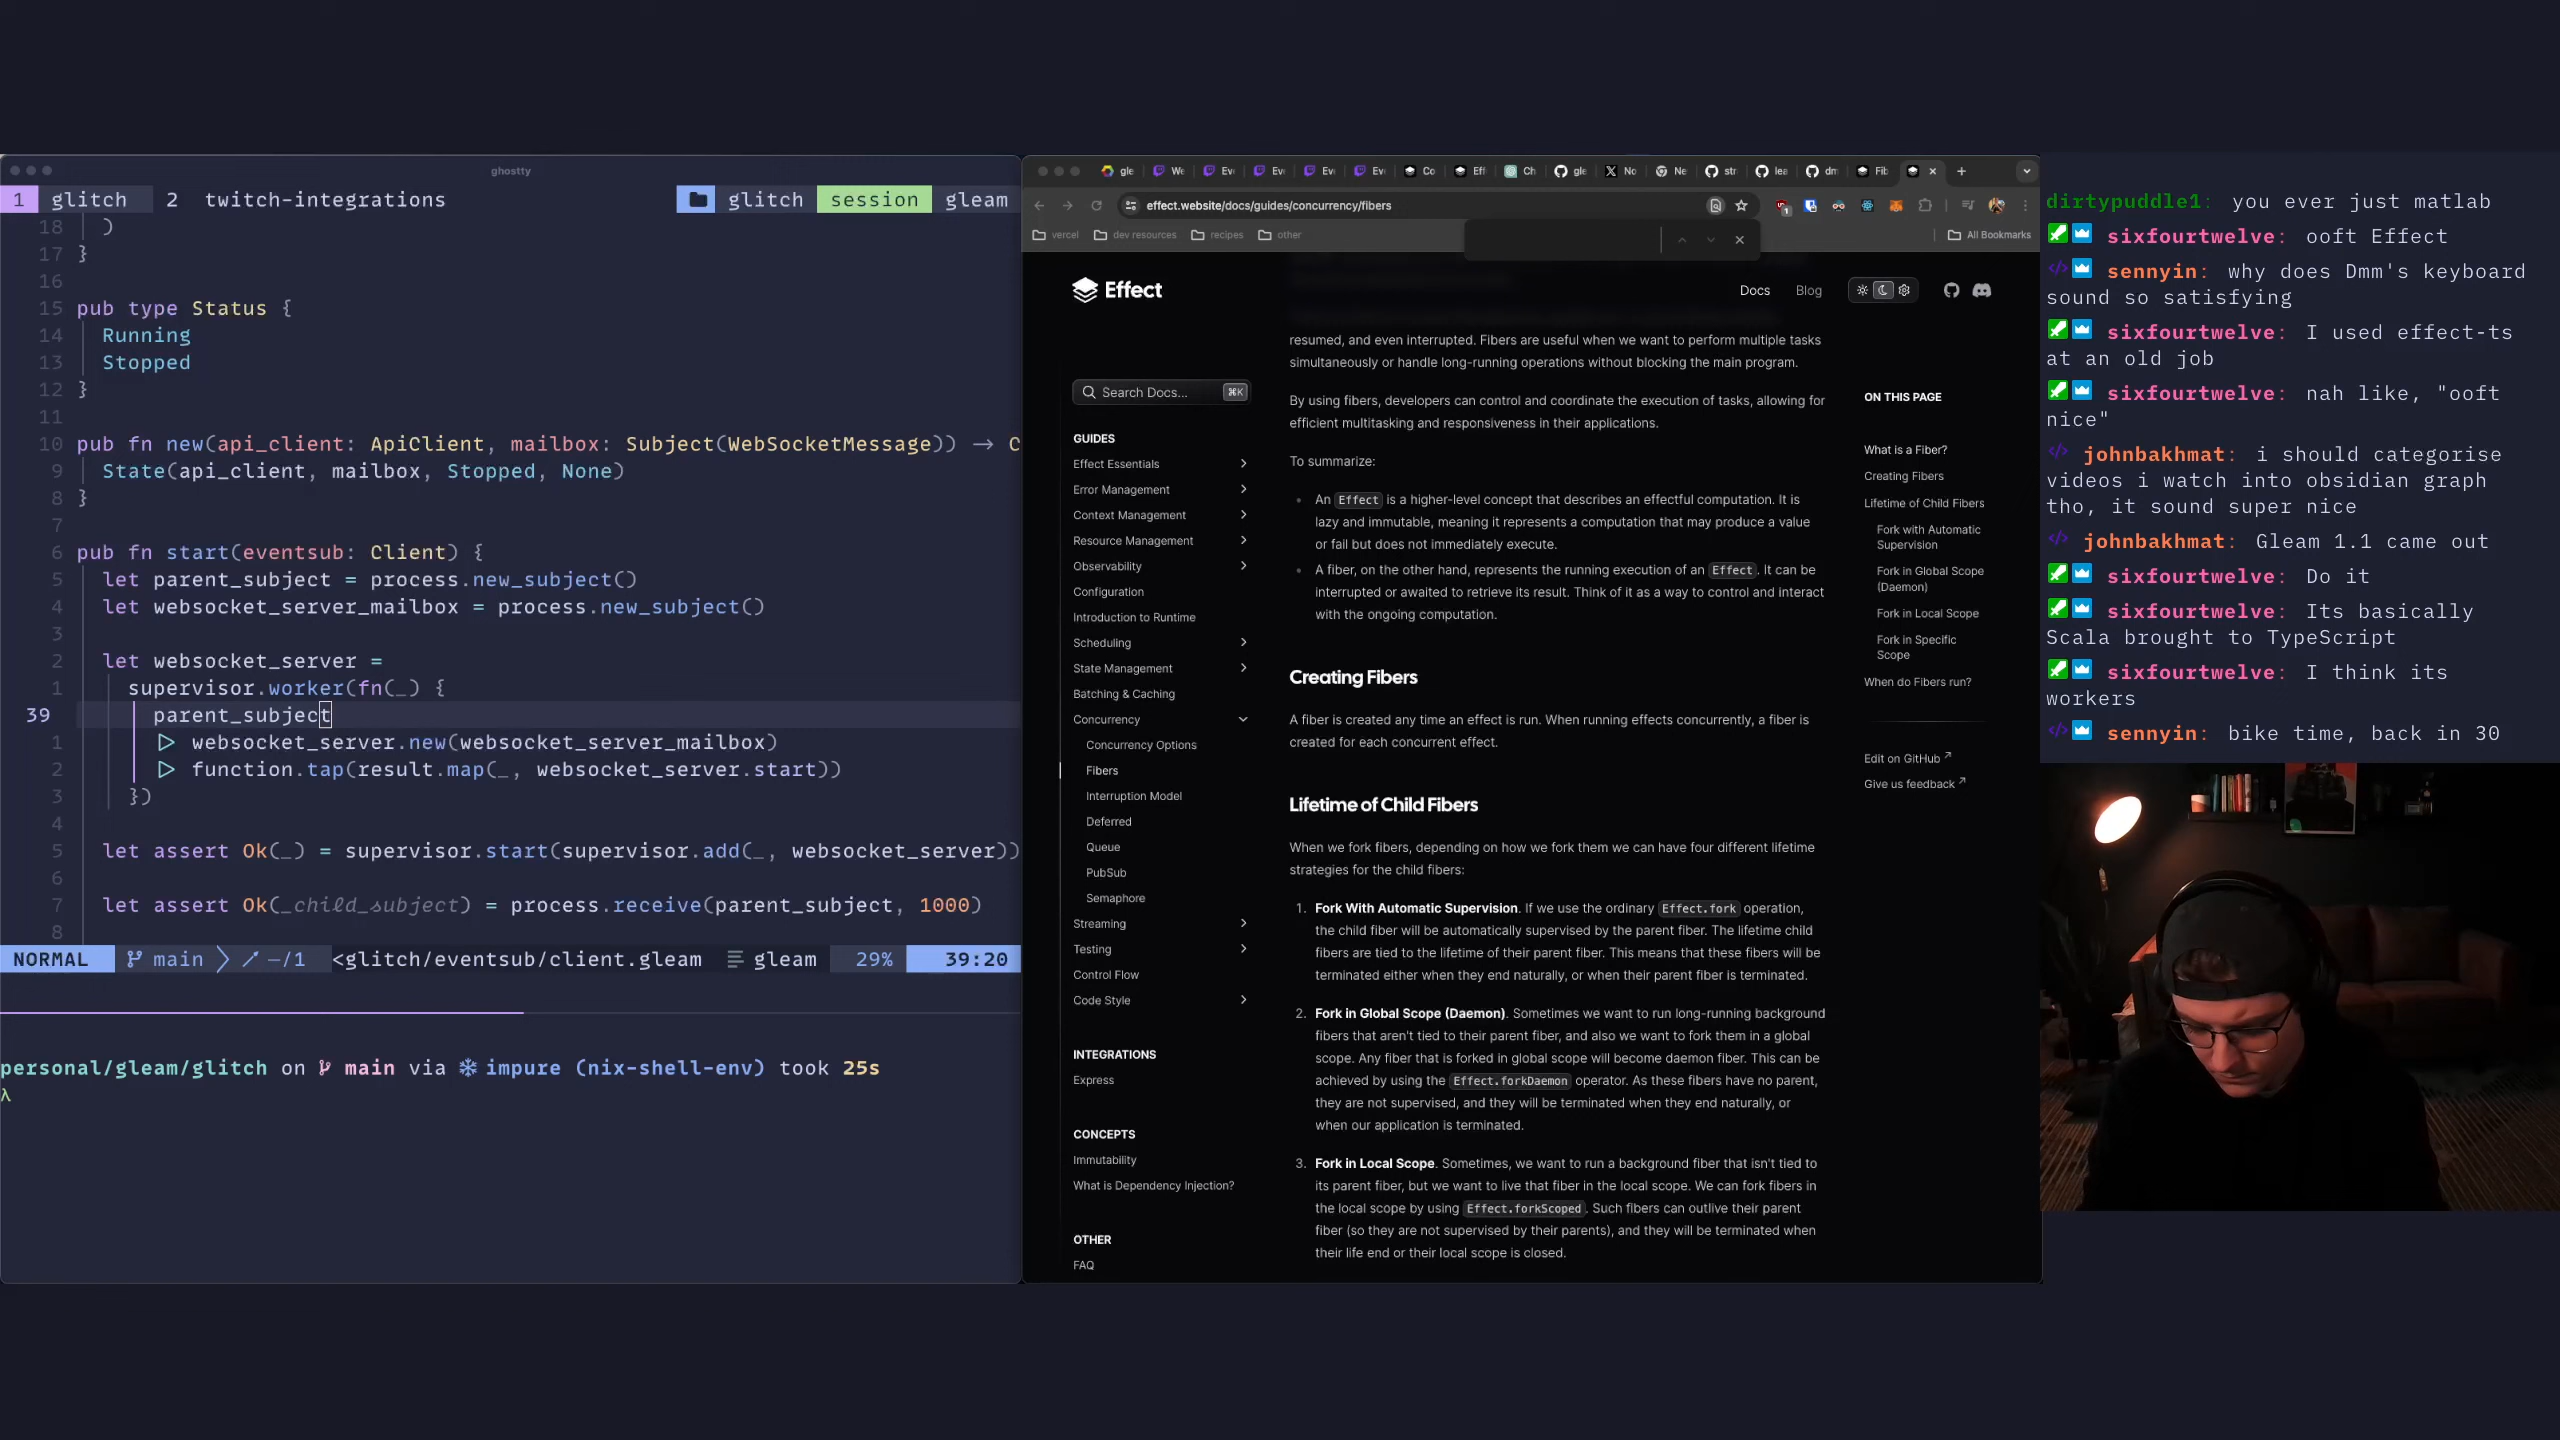 ghostty
1 glitch 2 twitch-integrations glitch session gleam
18 )
17 }
16
15 pub type Status {
14 Running
13 Stopped
12 }
11
10 pub fn new(api_client: ApiClient, mailbox: Subject(WebSocketMessage)) -> C
9 State(api_client, mailbox, Stopped, None)
8 }
7
6 pub fn start(eventsub: Client) {
5 let parent_subject = process.new_subject()
4 let websocket_server_mailbox = process.new_subject()
3
2 let websocket_server =
1 supervisor.worker(fn(_) {
39 parent_subject
1 |> websocket_server.new(websocket_server_mailbox)
2 |> function.tap(result.map(_, websocket_server.start))
3 })
4
5 let assert Ok(_) = supervisor.start(supervisor.add(_, websocket_server))
6
7 let assert Ok(_child_subject) = process.receive(parent_subject, 1000)
8
NORMAL main -/1 <glitch/eventsub/client.gleam gleam 29% 39:20
personal/gleam/glitch on main via impure (nix-shell-env) took 25s
λ
gle We Eve Eve Eve Eve Co Eff Ch gle No Ne str lea dm Fib
effect.website/docs/guides/concurrency/fibers
vercel dev resources recipes other All Bookmarks
Effect
Docs Blog
Search Docs... ⌘K
GUIDES
Effect Essentials
Error Management
Context Management
Resource Management
Observability
Configuration
Introduction to Runtime
Scheduling
State Management
Batching & Caching
Concurrency
Concurrency Options
Fibers
Interruption Model
Deferred
Queue
PubSub
Semaphore
Streaming
Testing
Control Flow
Code Style
INTEGRATIONS
Express
CONCEPTS
Immutability
What is Dependency Injection?
OTHER
FAQ
resumed, and even interrupted. Fibers are useful when we want to perform multiple tasks
simultaneously or handle long-running operations without blocking the main program.
By using fibers, developers can control and coordinate the execution of tasks, allowing for
efficient multitasking and responsiveness in their applications.
To summarize:
• An Effect is a higher-level concept that describes an effectful computation. It is
lazy and immutable, meaning it represents a computation that may produce a value
or fail but does not immediately execute.
• A fiber, on the other hand, represents the running execution of an Effect. It can be
interrupted or awaited to retrieve its result. Think of it as a way to control and interact
with the ongoing computation.
Creating Fibers
A fiber is created any time an effect is run. When running effects concurrently, a fiber is
created for each concurrent effect.
Lifetime of Child Fibers
When we fork fibers, depending on how we fork them we can have four different lifetime
strategies for the child fibers:
1. Fork With Automatic Supervision. If we use the ordinary Effect.fork operation,
the child fiber will be automatically supervised by the parent fiber. The lifetime child
fibers are tied to the lifetime of their parent fiber. This means that these fibers will be
terminated either when they end naturally, or when their parent fiber is terminated.
2. Fork in Global Scope (Daemon). Sometimes we want to run long-running background
fibers that aren't tied to their parent fiber, and also we want to fork them in a global
scope. Any fiber that is forked in global scope will become daemon fiber. This can be
achieved by using the Effect.forkDaemon operator. As these fibers have no parent,
they are not supervised, and they will be terminated when they end naturally, or
when our application is terminated.
3. Fork in Local Scope. Sometimes, we want to run a background fiber that isn't tied to
its parent fiber, but we want to live that fiber in the local scope. We can fork fibers in
the local scope by using Effect.forkScoped. Such fibers can outlive their parent
fiber (so they are not supervised by their parents), and they will be terminated when
their life end or their local scope is closed.
ON THIS PAGE
What is a Fiber?
Creating Fibers
Lifetime of Child Fibers
Fork with Automatic
Supervision
Fork in Global Scope
(Daemon)
Fork in Local Scope
Fork in Specific
Scope
When do Fibers run?
Edit on GitHub
Give us feedback
dirtypuddle1: you ever just matlab
sixfourtwelve: ooft Effect
sennyin: why does Dmm's keyboard
sound so satisfying
sixfourtwelve: I used effect-ts
at an old job
sixfourtwelve: nah like, "ooft
nice"
johnbakhmat: i should categorise
videos i watch into obsidian graph
tho, it sound super nice
johnbakhmat: Gleam 1.1 came out
sixfourtwelve: Do it
sixfourtwelve: Its basically
Scala brought to TypeScript
sixfourtwelve: I think its
workers
sennyin: bike time, back in 30